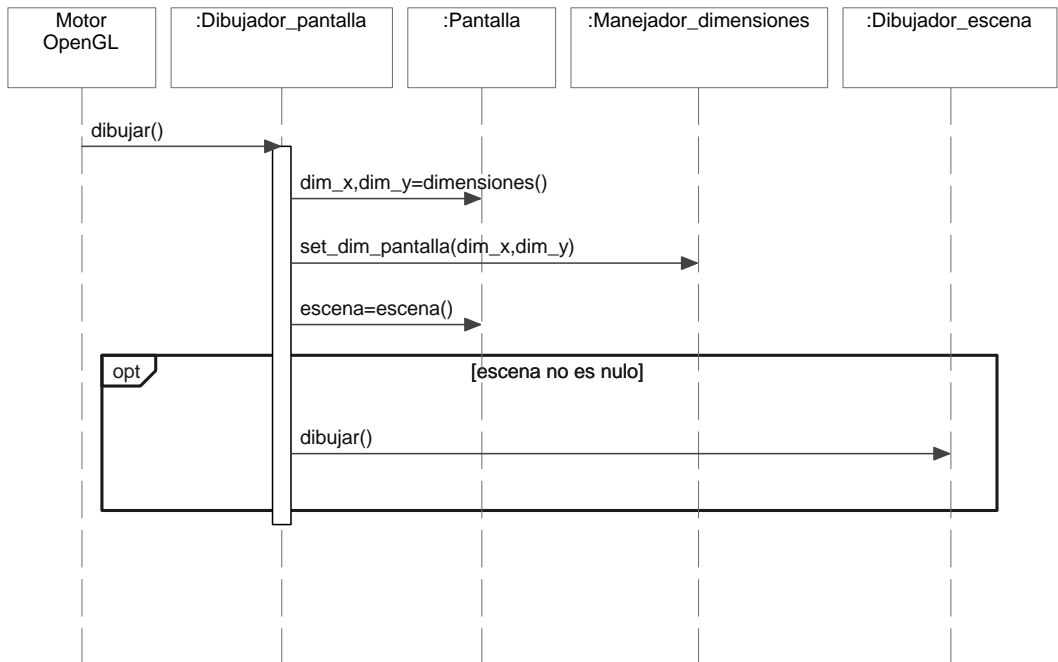 Motor
OpenGL
:Dibujador_pantalla
:Pantalla
:Manejador_dimensiones
:Dibujador_escena
dibujar()
dim_x,dim_y=dimensiones()
set_dim_pantalla(dim_x,dim_y)
escena=escena()
opt
[escena no es nulo]
dibujar()